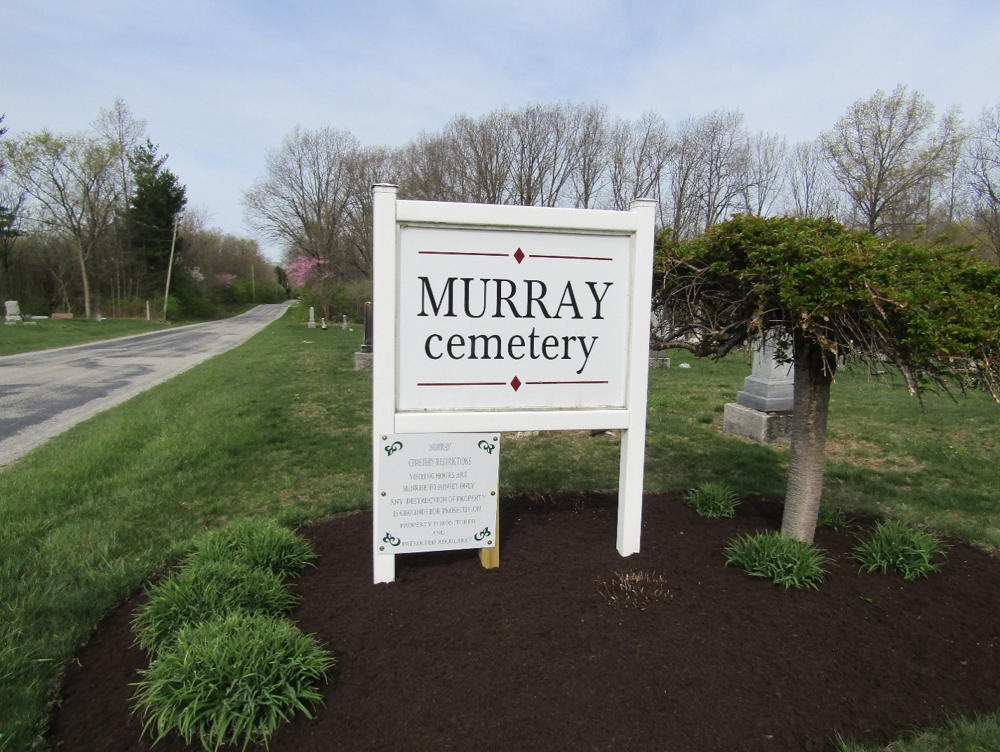 MURRAY
cemetery
MURRAY
CEMETERY RESTRICTIONS
VISITING HOURS ARE
SUNRISE TO SUNSET ONLY
ANY DESTRUCTION OF PROPERTY
IS GROUNDS FOR PROSECUTION
PROPERTY IS MONITORED
AND
PATROLLED REGULARLY